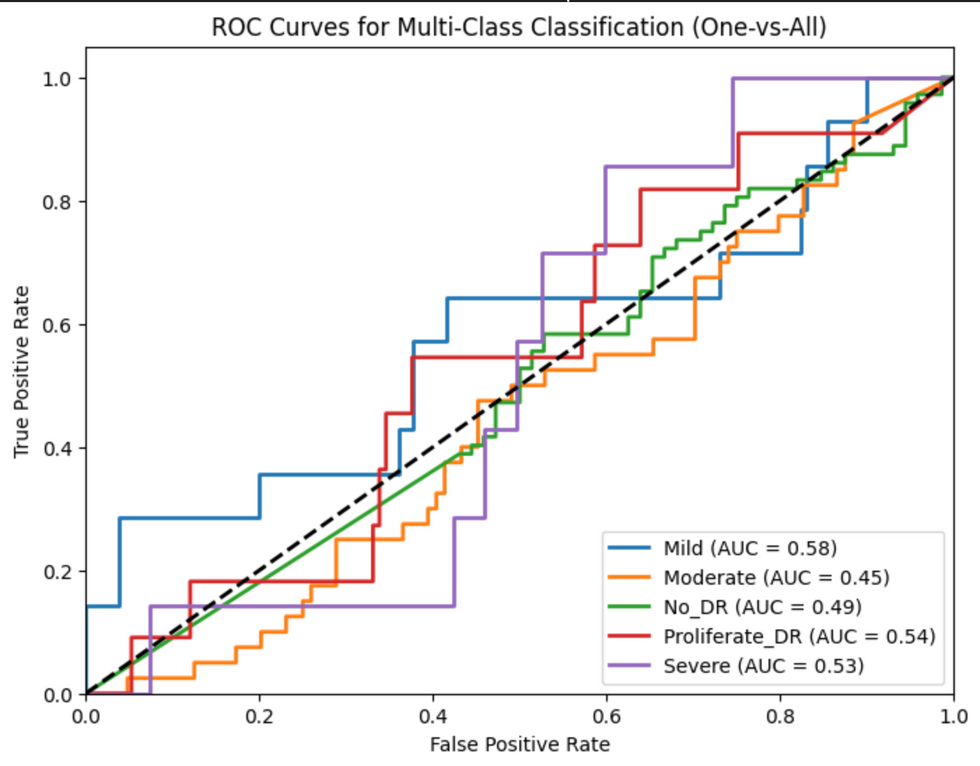 ROC Curves for Multi-Class Classification (One-vs-All)
True Positive Rate
1.0
0.8
0.6
0.4
0.2
0.0
Mild (AUC = 0.58)
Moderate (AUC = 0.45)
No_DR (AUC = 0.49)
Proliferate_DR (AUC = 0.54)
Severe (AUC = 0.53)
0.0 0.2 0.4 0.6 0.8 1.0
False Positive Rate